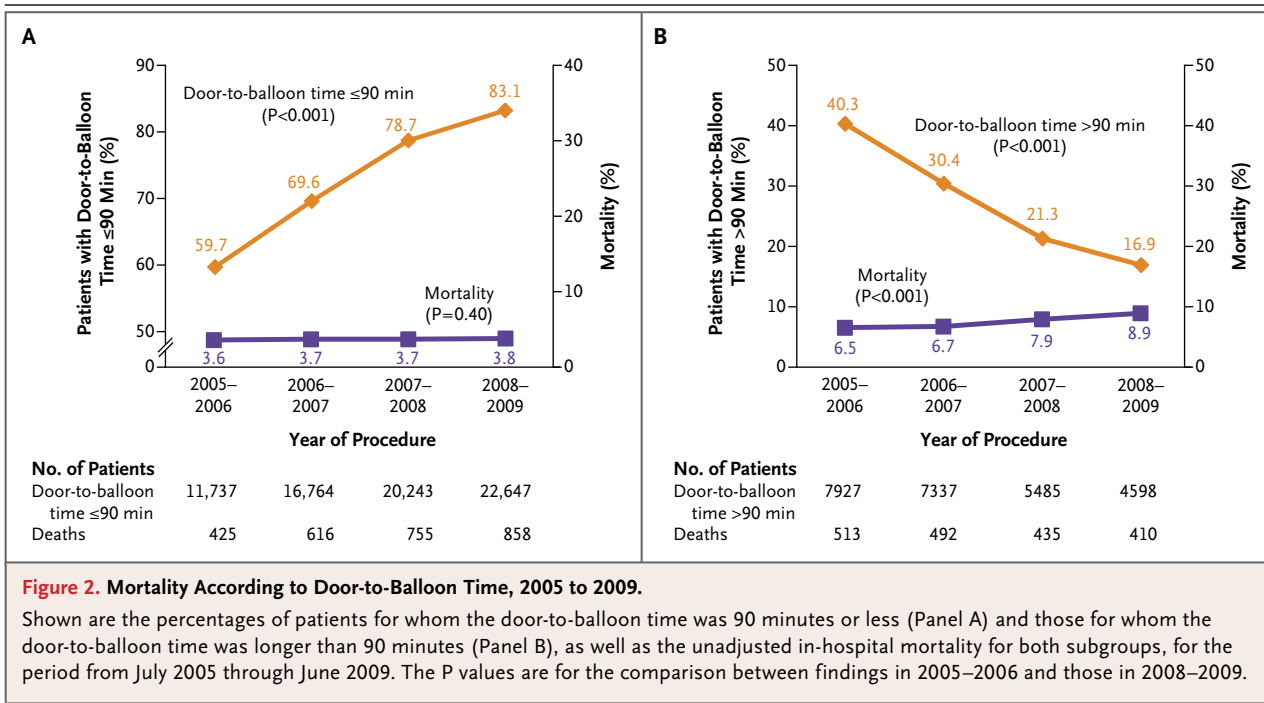 A
Patients with Door-to-Balloon
Time ≤90 Min (%)
90
80
70
60
50
0
Door-to-balloon time ≤90 min
(P<0.001)
59.7
69.6
78.7
83.1
Mortality
(P=0.40)
3.6
3.7
3.7
3.8
40
30
20
10
0
Mortality (%)
2005–
2006
2006–
2007
2007–
2008
2008–
2009
Year of Procedure
No. of Patients
Door-to-balloon 11,737 16,764 20,243 22,647
time ≤90 min
Deaths 425 616 755 858
B
Patients with Door-to-Balloon
Time >90 Min (%)
50
40
30
20
10
0
40.3
30.4
21.3
16.9
Door-to-balloon time >90 min
(P<0.001)
Mortality
(P<0.001)
6.5
6.7
7.9
8.9
50
40
30
20
10
0
Mortality (%)
2005–
2006
2006–
2007
2007–
2008
2008–
2009
Year of Procedure
No. of Patients
Door-to-balloon 7927 7337 5485 4598
time >90 min
Deaths 513 492 435 410
Figure 2. Mortality According to Door-to-Balloon Time, 2005 to 2009.
Shown are the percentages of patients for whom the door-to-balloon time was 90 minutes or less (Panel A) and those for whom the
door-to-balloon time was longer than 90 minutes (Panel B), as well as the unadjusted in-hospital mortality for both subgroups, for the
period from July 2005 through June 2009. The P values are for the comparison between findings in 2005–2006 and those in 2008–2009.